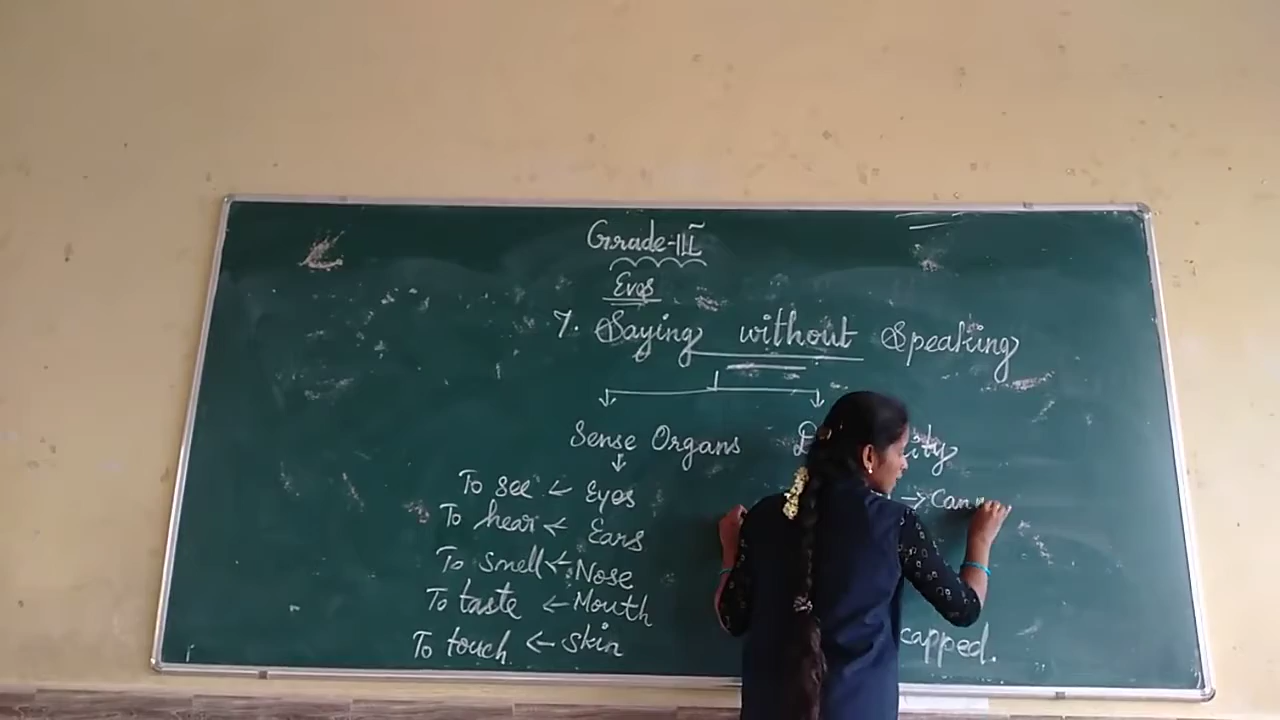 Grade-III
Evs
7. Saying without Speaking
Sense Organs
To see ← Eyes
To hear ← Ears
To smell ← Nose
To taste ← Mouth
To touch ← Skin
→ Can
capped.